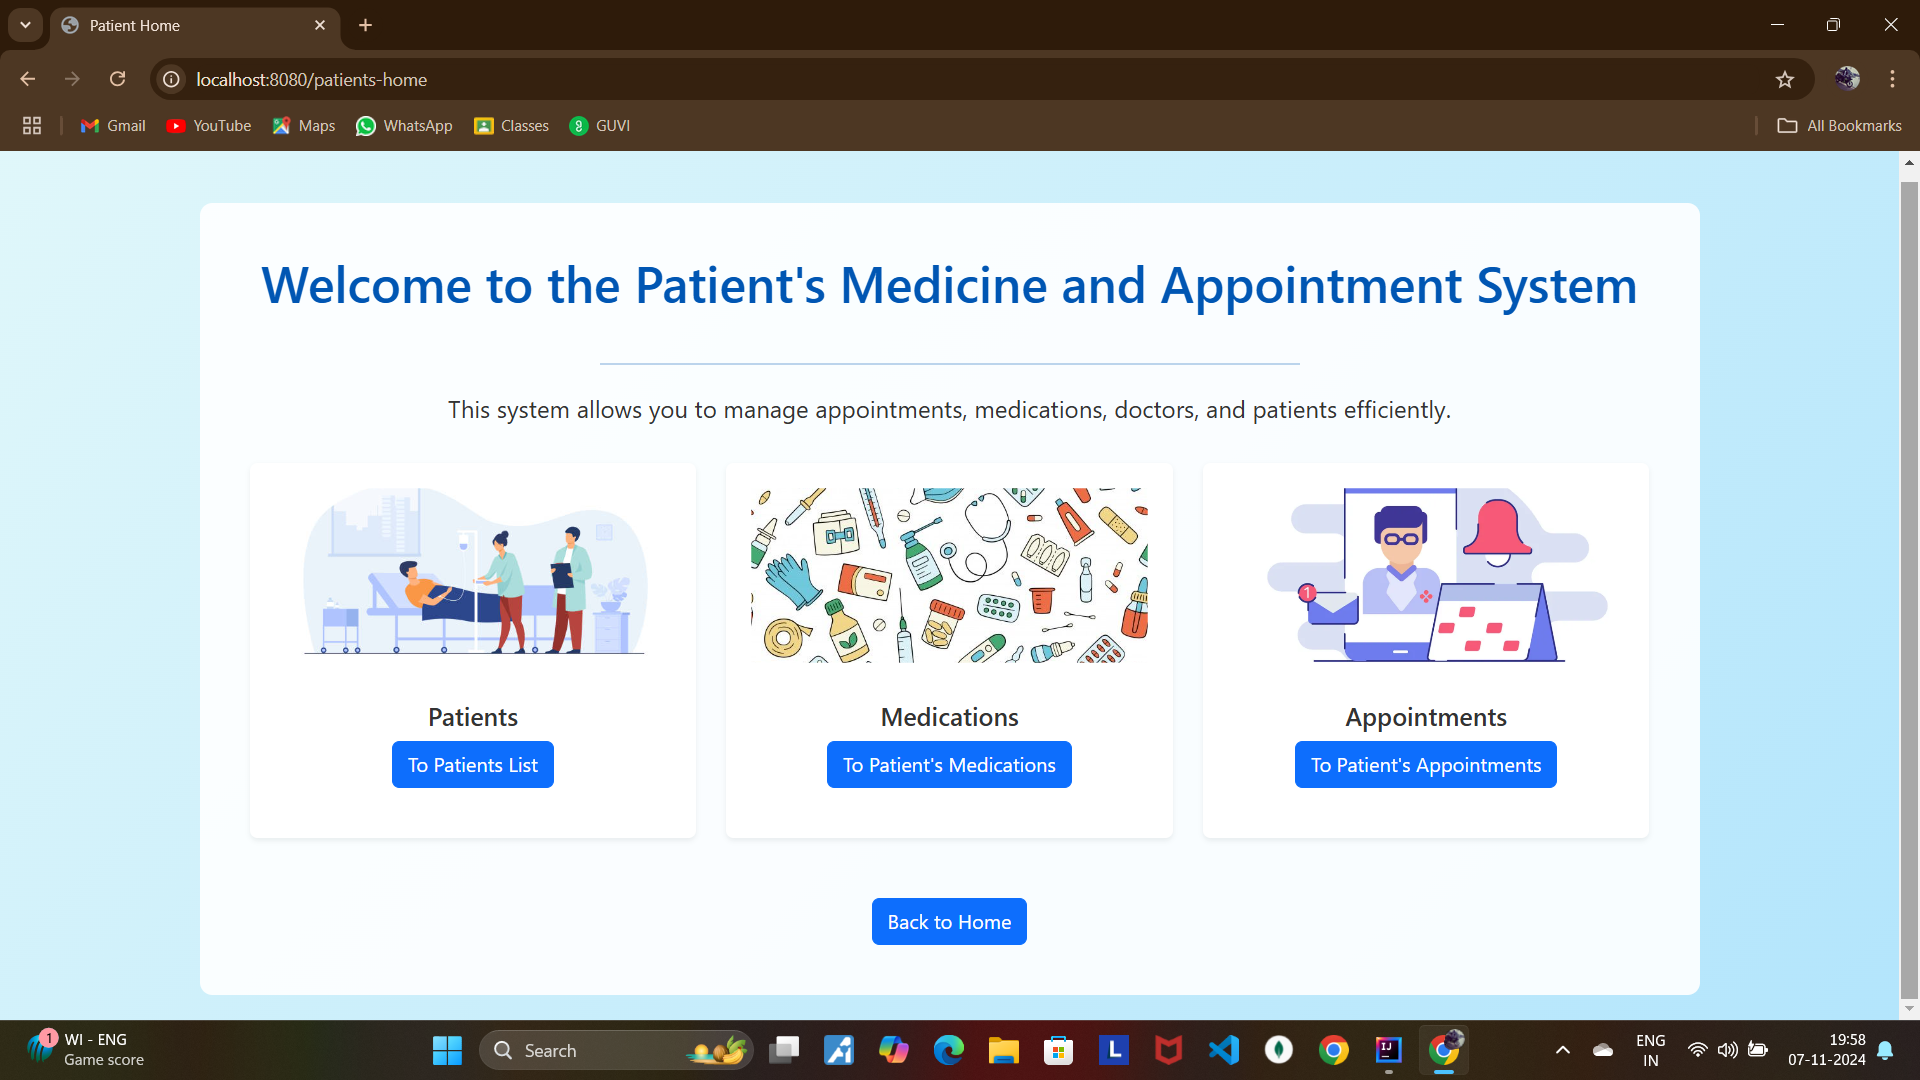 Patient Home
localhost:8080/patients-home
Gmail
YouTube
Maps
WhatsApp
Classes
GUVI
All Bookmarks
Welcome to the Patient's Medicine and Appointment System
This system allows you to manage appointments, medications, doctors, and patients efficiently.
1
Patients
Medications
Appointments
To Patients List
To Patient's Medications
To Patient's Appointments
Back to Home
1
WI - ENG
Game score
Search
L
IJ
ENG
IN
19:58
07-11-2024